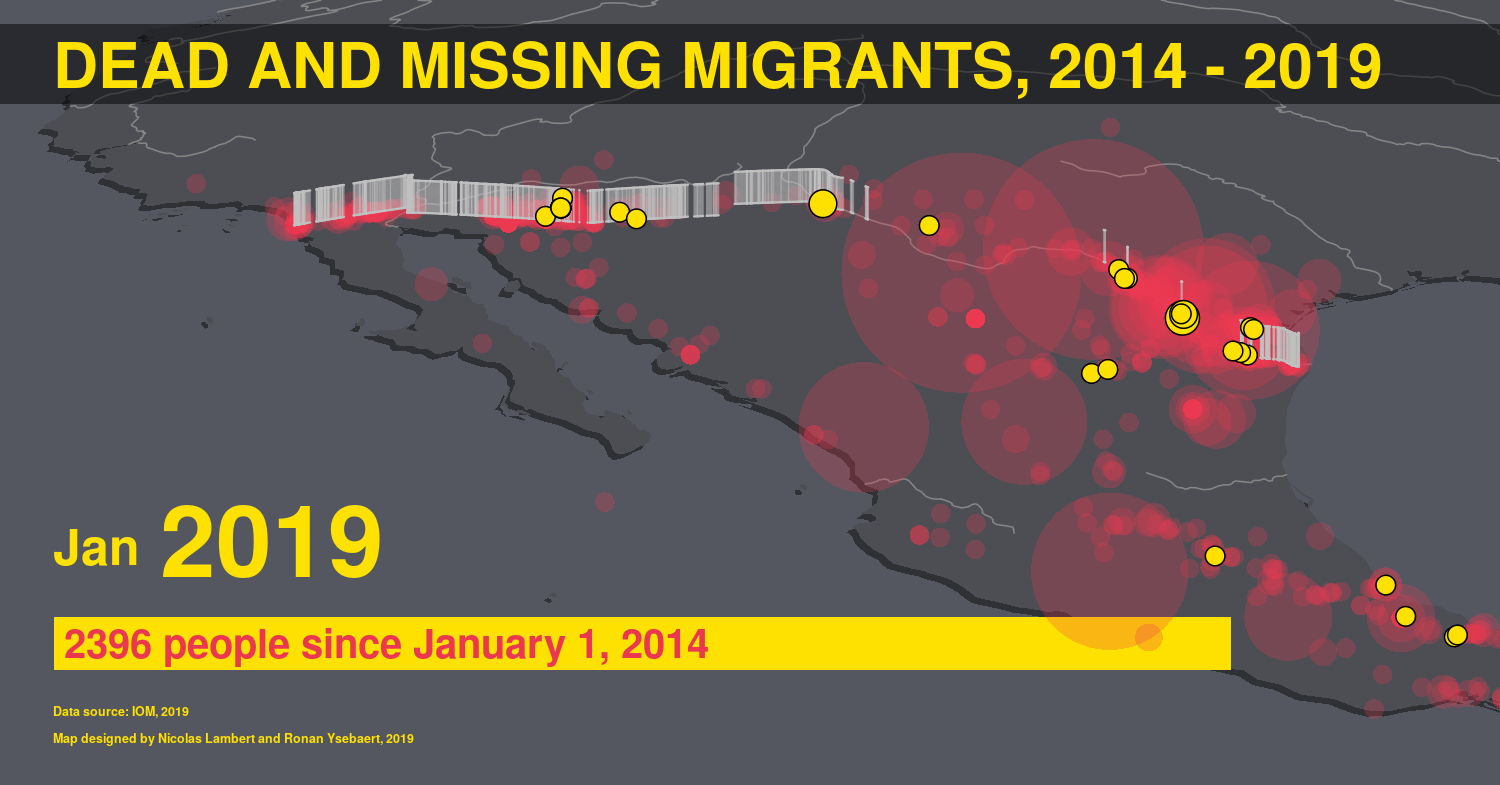 DEAD AND MISSING MIGRANTS, 2014 - 2019
Jan 2019
2396 people since January 1, 2014
Data source: IOM, 2019
Map designed by Nicolas Lambert and Ronan Ysebaert, 2019